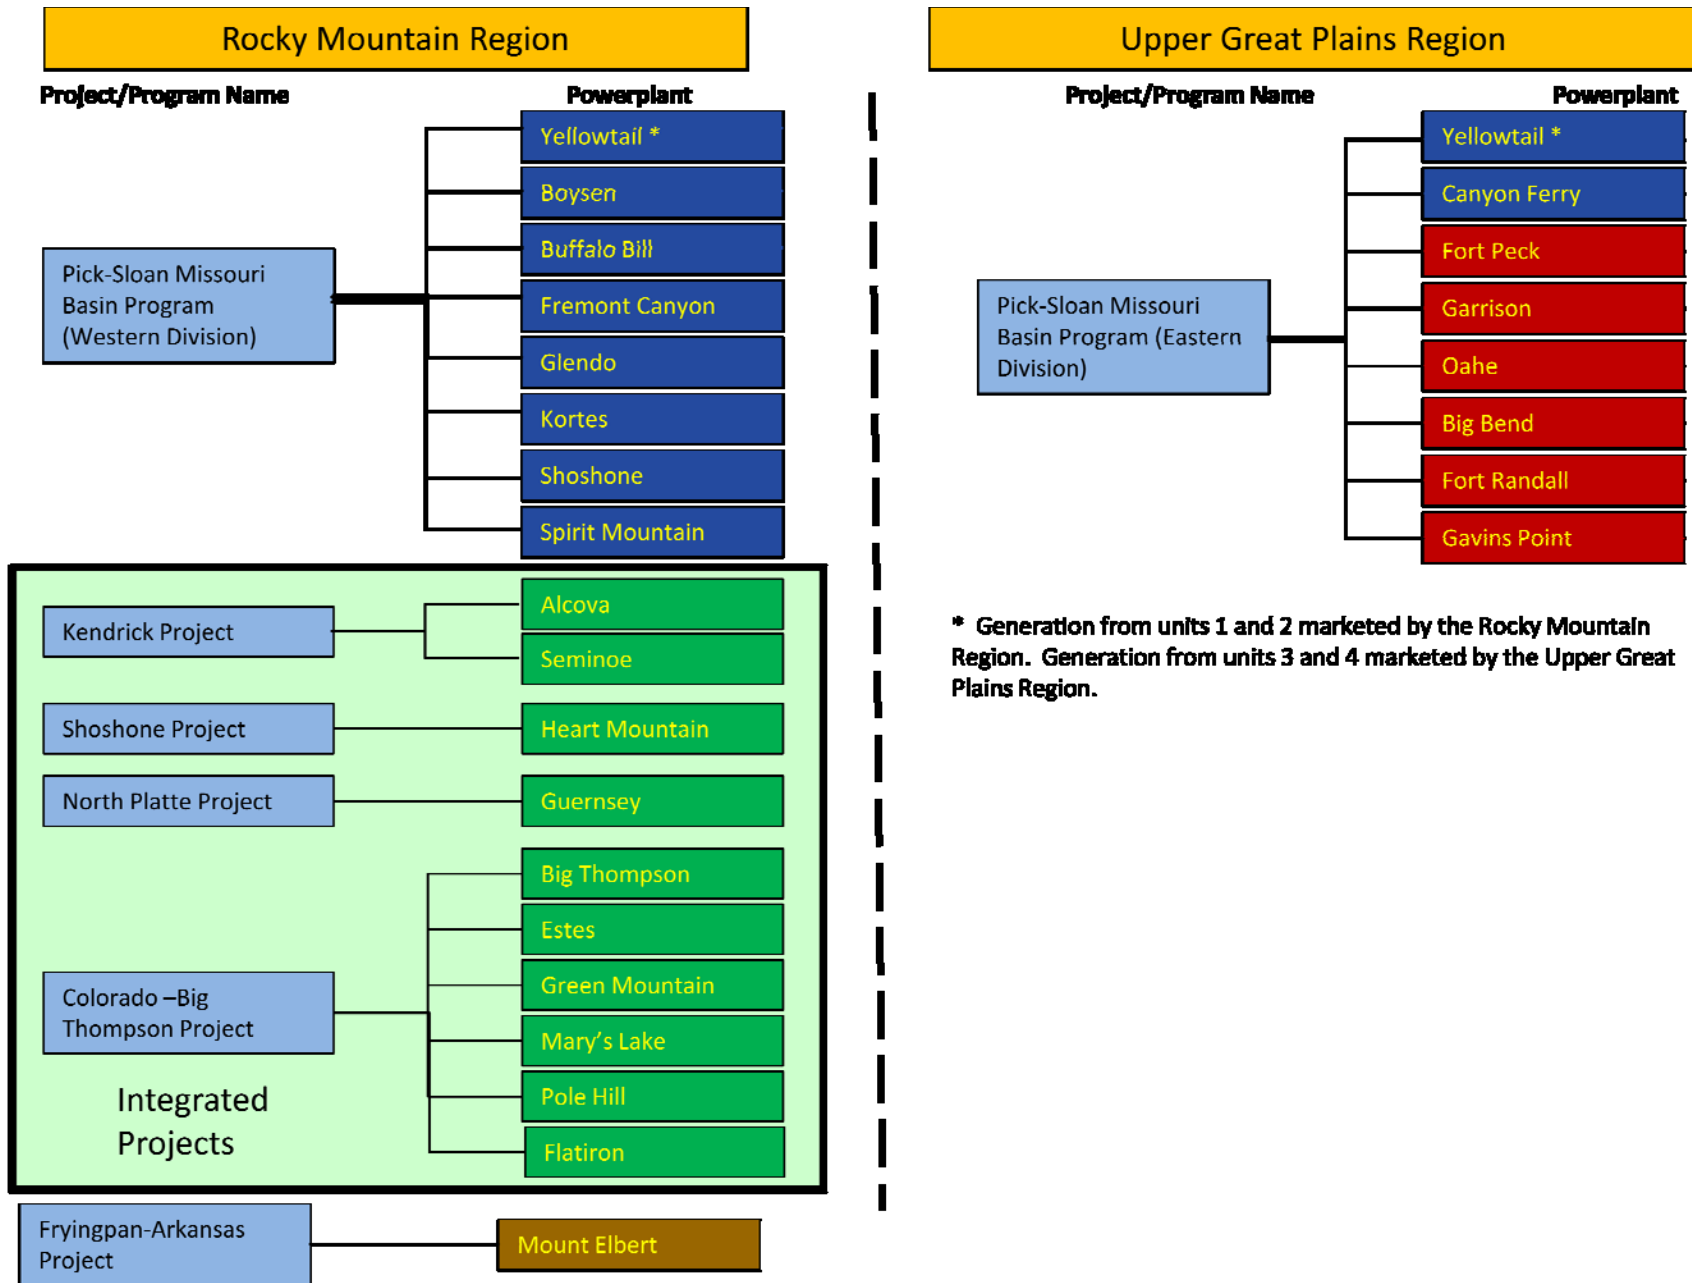 Rocky Mountain Region
Project/Program Name
Powerplant
Pick-Sloan Missouri
Basin Program
(Western Division)
Yellowtail *
Boysen
Buffalo Bill
Fremont Canyon
Glendo
Kortes
Shoshone
Spirit Mountain
Kendrick Project
Alcova
Seminoe
Shoshone Project
Heart Mountain
North Platte Project
Guernsey
Colorado –Big
Thompson Project
Big Thompson
Estes
Green Mountain
Mary’s Lake
Pole Hill
Flatiron
Integrated
Projects
Fryingpan-Arkansas
Project
Mount Elbert
Upper Great Plains Region
Project/Program Name
Powerplant
Pick-Sloan Missouri
Basin Program (Eastern
Division)
Yellowtail *
Canyon Ferry
Fort Peck
Garrison
Oahe
Big Bend
Fort Randall
Gavins Point
* Generation from units 1 and 2 marketed by the Rocky Mountain
Region. Generation from units 3 and 4 marketed by the Upper Great
Plains Region.